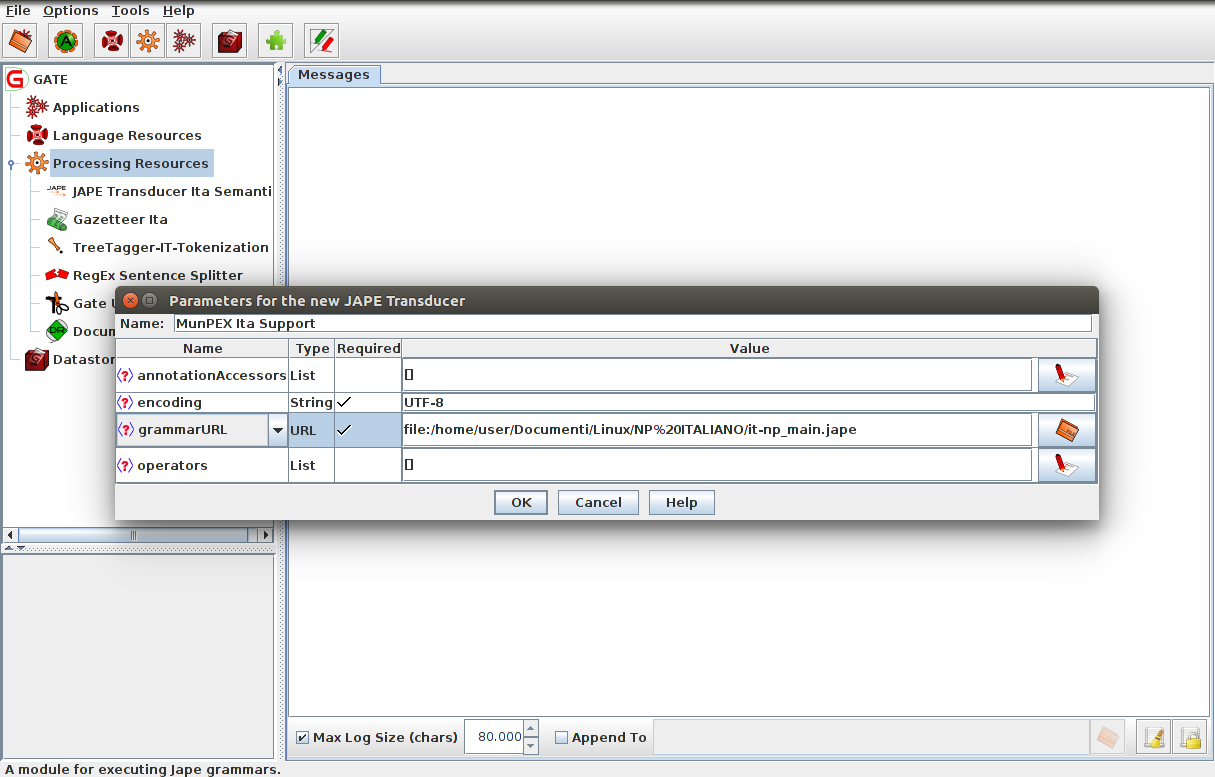 File Options Tools Help
GATE
Applications
Language Resources
Processing Resources
JAPE Transducer Ita Semanti
Gazetteer Ita
TreeTagger-IT-Tokenization
RegEx Sentence Splitter
Gate
Docum
Datastor
Messages
Parameters for the new JAPE Transducer
Name: MunPEX Ita Support
Name Type Required Value
<?> annotationAccessors List []
<?> encoding String ✓ UTF-8
<?> grammarURL URL ✓ file:/home/user/Documenti/Linux/NP%20ITALIANO/it-np_main.jape
<?> operators List []
OK Cancel Help
Max Log Size (chars) 80.000 Append To
A module for executing Jape grammars.